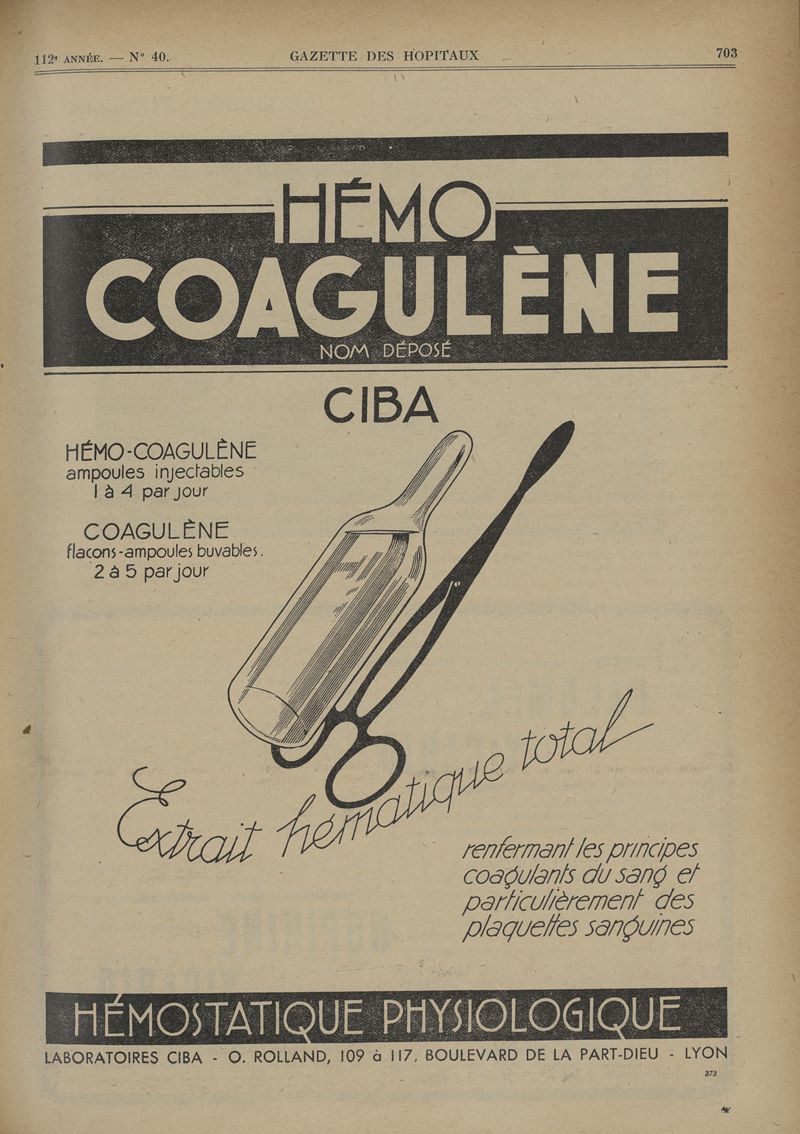 112e ANNÉE. — N° 40.
GAZETTE DES HOPITAUX
703
HÉMO
COAGULÈNE
NOM DÉPOSÉ
CIBA
HÉMO-COAGULÈNE
ampoules injectables
1 à 4 par jour
COAGULÈNE
flacons-ampoules buvables.
2 à 5 par jour
Extrait hématique total
renfermant les principes
coagulants du sang et
particulièrement des
plaquettes sanguines
HÉMOSTATIQUE PHYSIOLOGIQUE
LABORATOIRES CIBA - O. ROLLAND, 109 à 117, BOULEVARD DE LA PART-DIEU - LYON
373